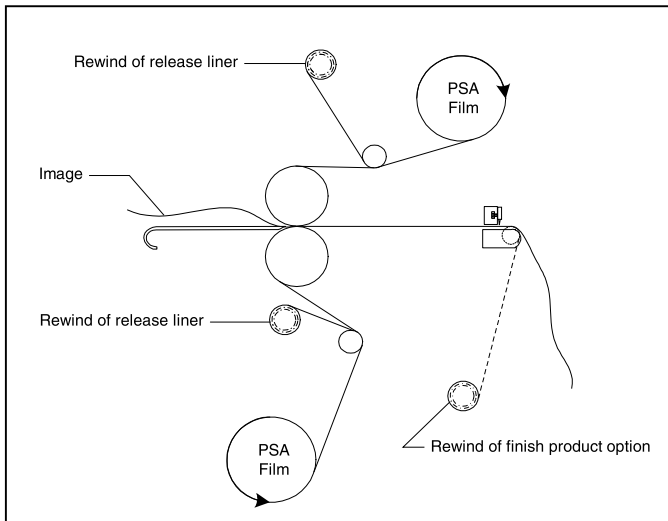 Rewind of release liner
PSA
Film
Image
Rewind of release liner
Rewind of finish product option
PSA
Film